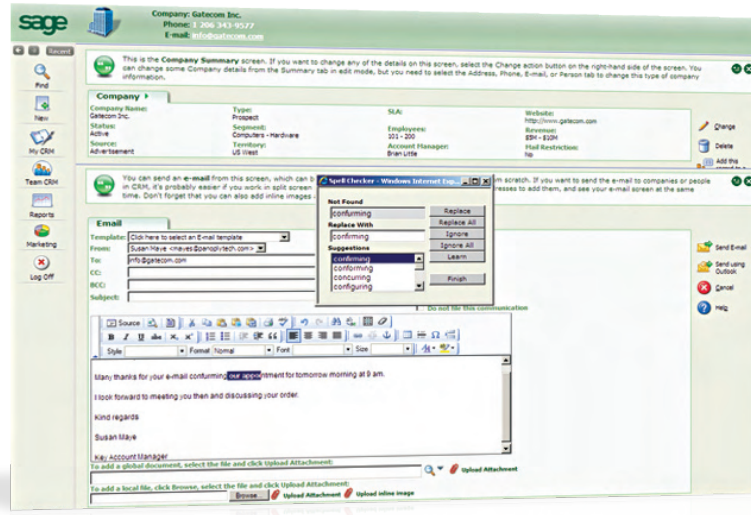 sage
Company: Gatecom Inc.
Phone: 1 206 343-9577
E-mail: info@gatecom.com
Recent
Find
New
My CRM
Team CRM
Reports
Marketing
Log Off
This is the Company Summary screen. If you want to change any of the details on this screen, select the Change action button on the right-hand side of the screen. You
can change some Company details from the Summary tab in edit mode, but you need to select the Address, Phone, E-mail, or Person tab to change this type of company
information.
Company
Company Name: Type: SLA: Website:
Gatecom Inc. Prospect http://www.gatecom.com
Status: Segment: Employees: Revenue:
Active Computers - Hardware 101 - 200 $5M - $10M
Source: Territory: Account Manager: Mail Restriction:
Advertisement US West Brian Little No
Change
Delete
Add this
You can send an e-mail from this screen, which can b
m scratch. If you want to send the e-mail to companies or people
in CRM, it's probably easier if you work in split screen
resses to add them, and see your e-mail screen at the same
time. Don't forget that you can also add inline images
Spell Checker - Windows Internet Exp...
Not Found
confurming
Replace With
confirming
Suggestions
confirming
conforming
concurring
configuring
Replace
Replace All
Ignore
Ignore All
Learn
Finish
Email
Template: Click here to select an E-mail template
From: Susan Maye <mayes@panoplytech.com>
To: info@gatecom.com
CC:
BCC:
Subject:
Do not file this communication
Send E-mail
Send using
Outlook
Cancel
Help
Source
B I U abc x₂ x²
Style Format Normal Font Size
Many thanks for your e-mail confurming our appointment for tomorrow morning at 9 am.
I look forward to meeting you then and discussing your order.
Kind regards
Susan Maye
Key Account Manager
To add a global document, select the file and click Upload Attachment:
Upload Attachment
To add a local file, click Browse, select the file and click Upload Attachment:
Browse... Upload Attachment Upload inline image